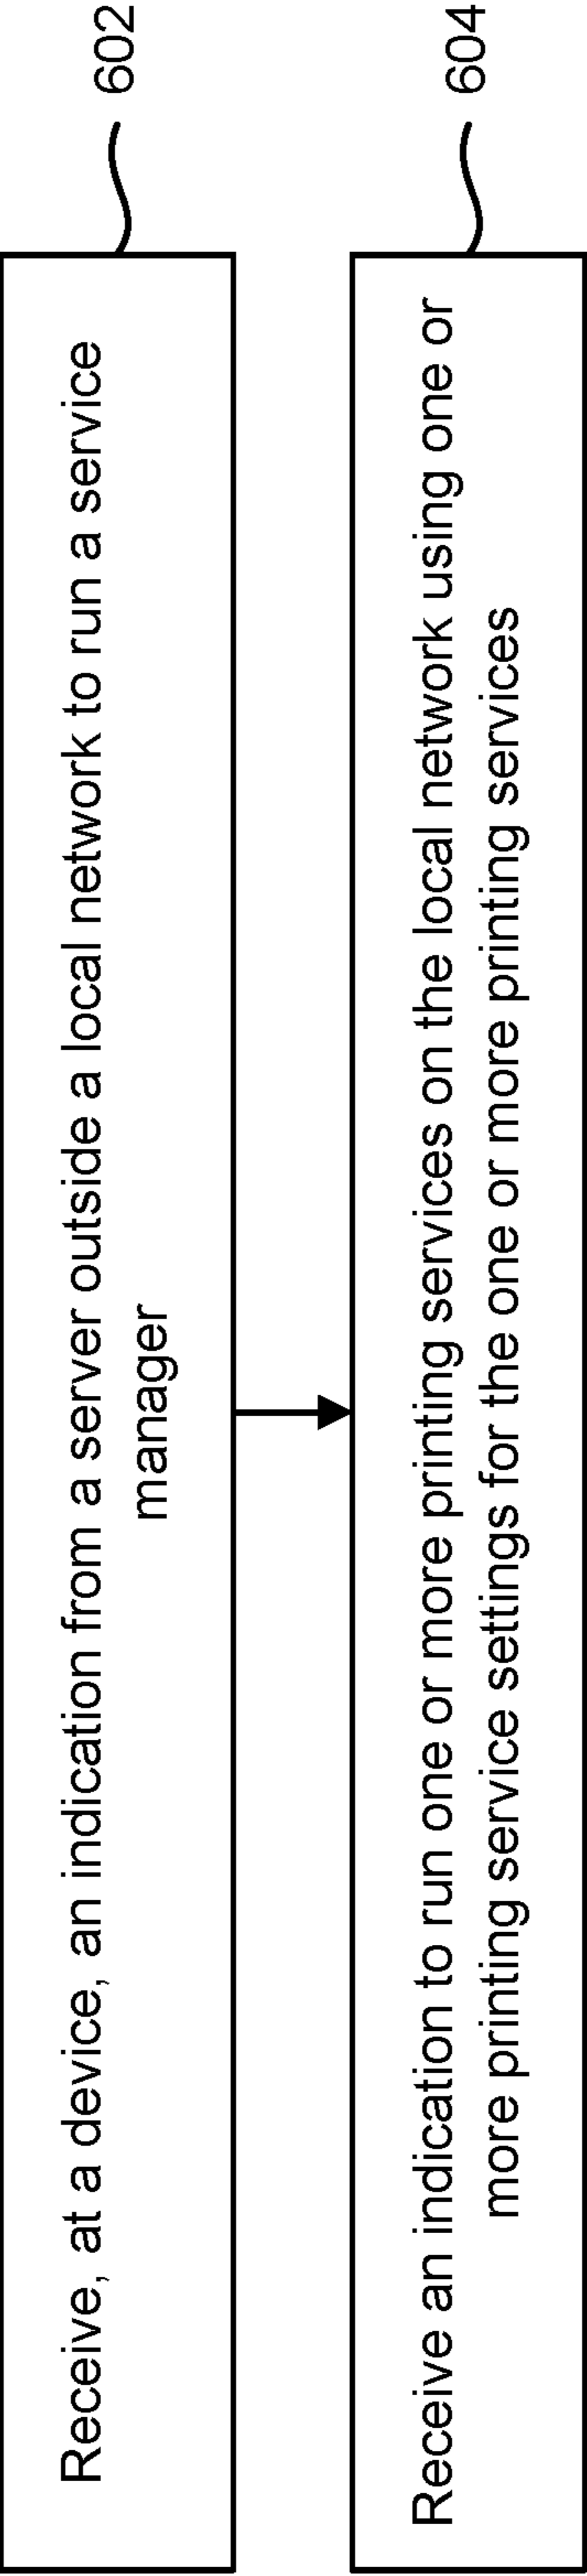 Receive, at a device, an indication from a server outside a local network to run a service
manager
602
Receive an indication to run one or more printing services on the local network using one or
more printing service settings for the one or more printing services
604